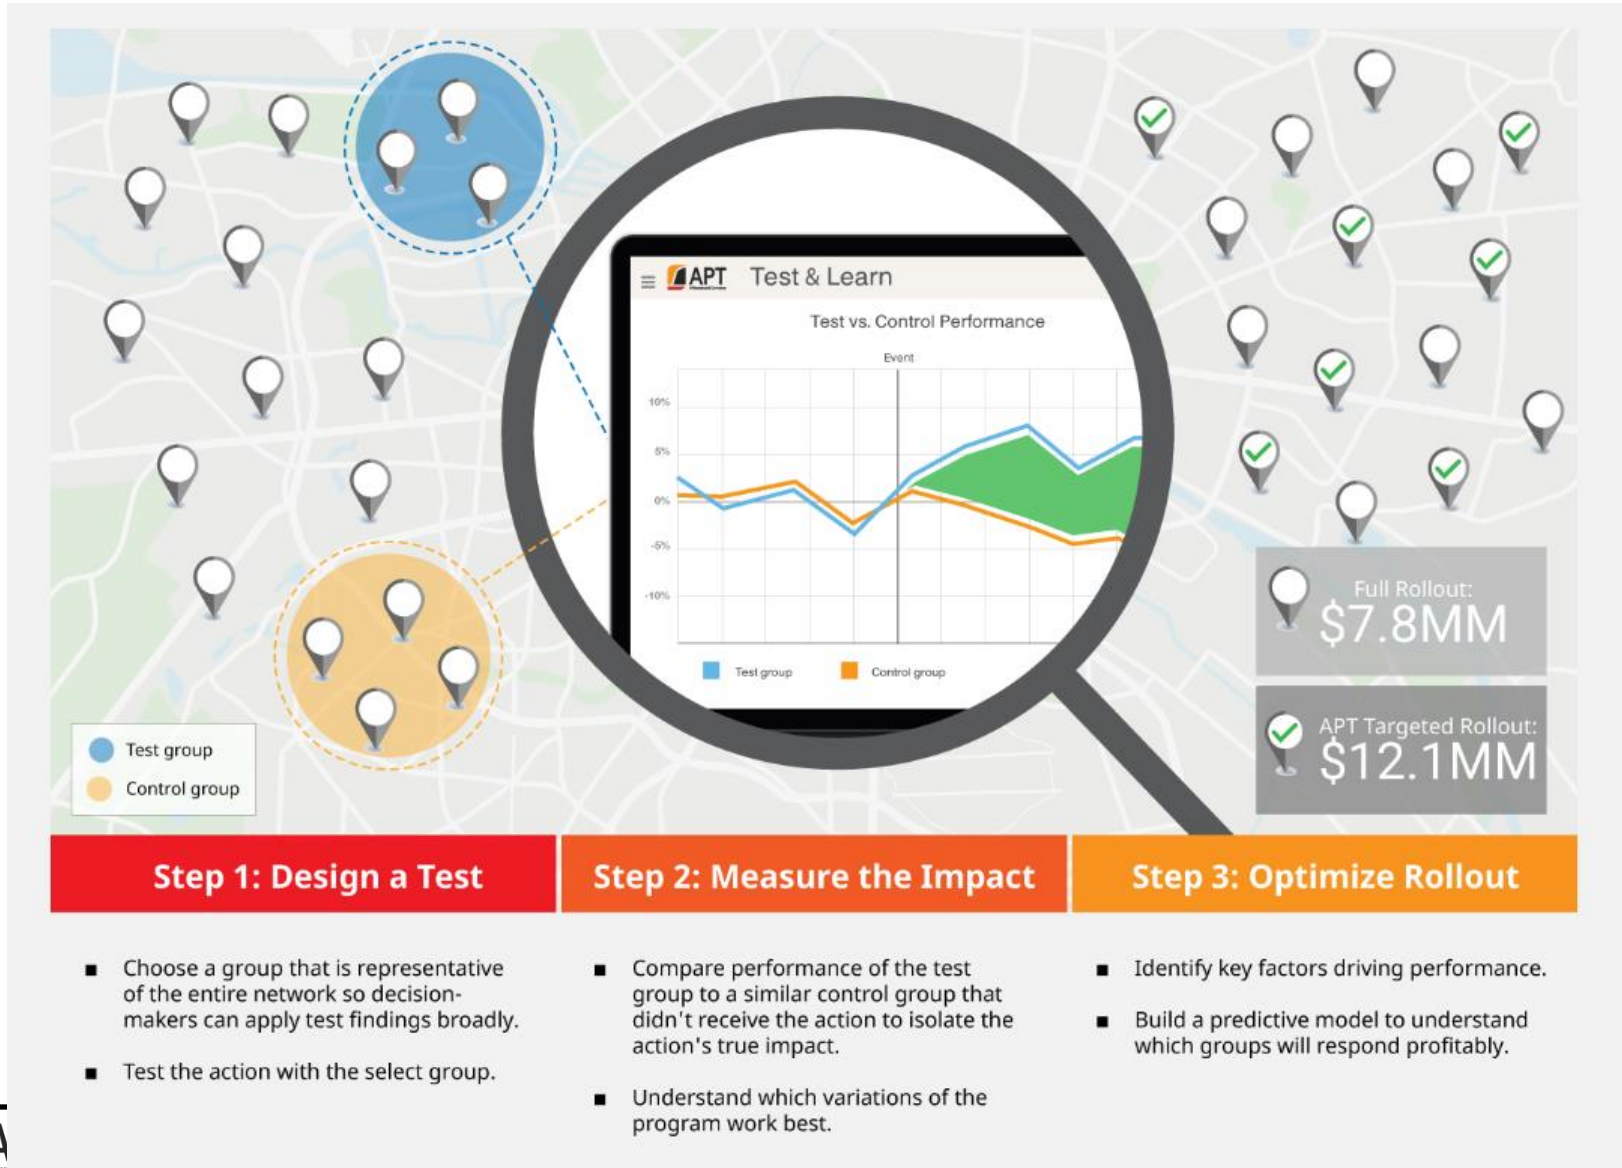 APT
Test & Learn
Test vs. Control Performance
Event
10%
5%
0%
-5%
-10%
Test group
Control group
Full Rollout:
$7.8MM
APT Targeted Rollout:
$12.1MM
Test group
Control group
Step 1: Design a Test
Choose a group that is representative
of the entire network so decision-
makers can apply test findings broadly.
Test the action with the select group.
Step 2: Measure the Impact
Compare performance of the test
group to a similar control group that
didn't receive the action to isolate the
action's true impact.
Understand which variations of the
program work best.
Step 3: Optimize Rollout
Identify key factors driving performance.
Build a predictive model to understand
which groups will respond profitably.